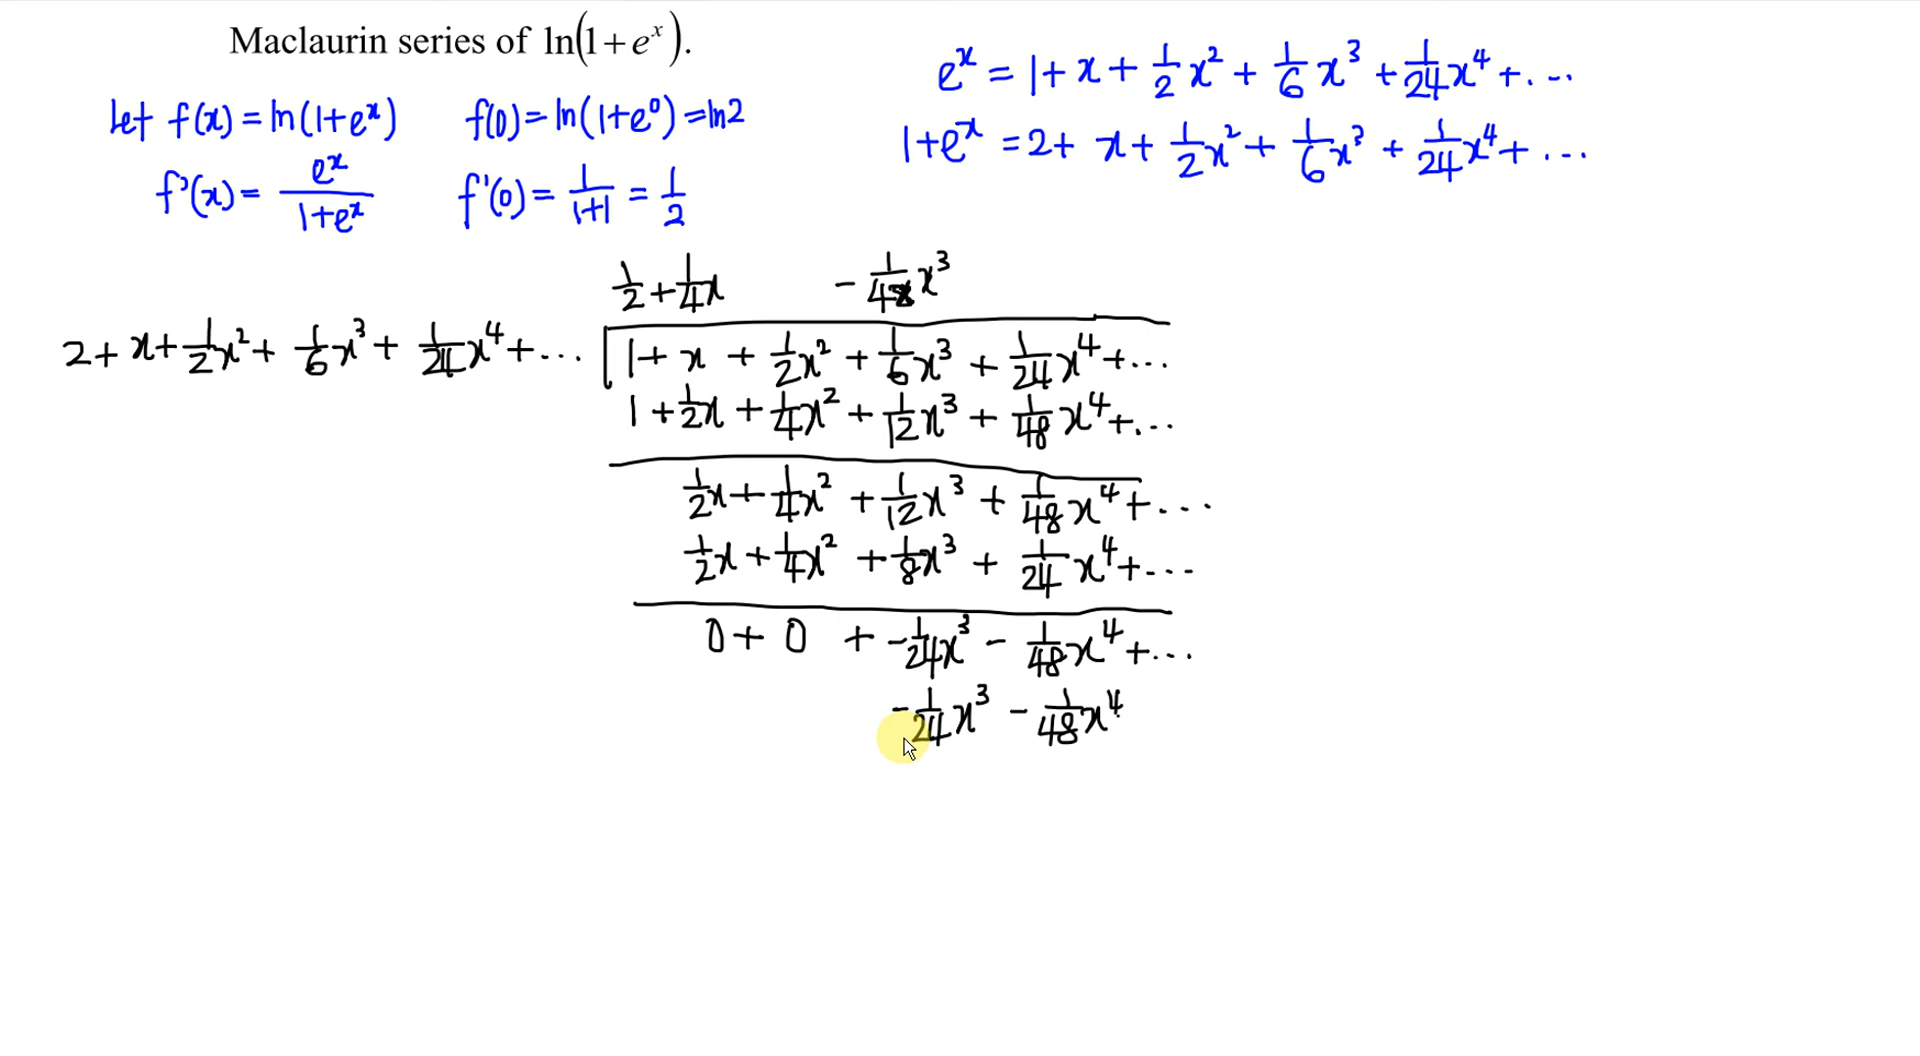 Maclaurin series of ln(1+e^x).
e^x = 1 + x + 1/2 x^2 + 1/6 x^3 + 1/24 x^4 + ...
let f(x) = ln(1+e^x) f(0) = ln(1+e^0) = ln2
1+e^x = 2 + x + 1/2 x^2 + 1/6 x^3 + 1/24 x^4 + ...
f'(x) = e^x/(1+e^x) f'(0) = 1/(1+1) = 1/2
1/2 + 1/4 x - 1/48 x^3
2 + x + 1/2 x^2 + 1/6 x^3 + 1/24 x^4 + ... 1 + x + 1/2 x^2 + 1/6 x^3 + 1/24 x^4 + ...
1 + 1/2 x + 1/4 x^2 + 1/12 x^3 + 1/48 x^4 + ...
1/2 x + 1/4 x^2 + 1/12 x^3 + 1/48 x^4 + ...
1/2 x + 1/4 x^2 + 1/8 x^3 + 1/24 x^4 + ...
0 + 0 + -1/24 x^3 - 1/48 x^4 + ...
-1/24 x^3 - 1/48 x^4